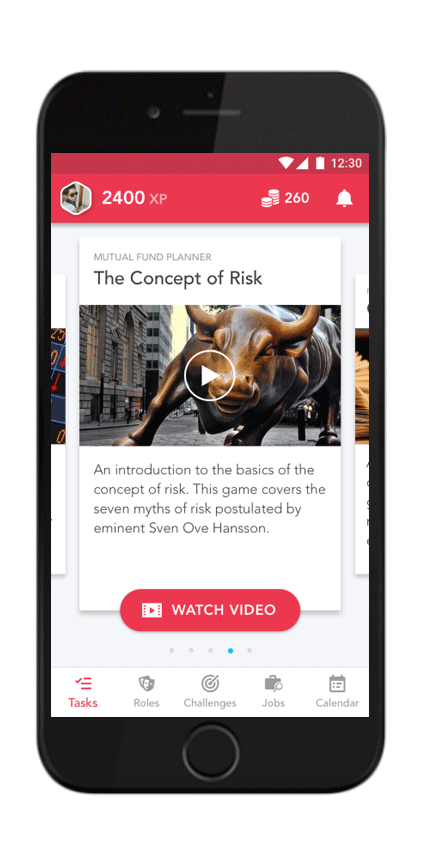 12:30
2400 XP
260
MUTUAL FUND PLANNER
The Concept of Risk
An introduction to the basics of the
concept of risk. This game covers the
seven myths of risk postulated by
eminent Sven Ove Hansson.
WATCH VIDEO
Tasks
Roles
Challenges
Jobs
Calendar